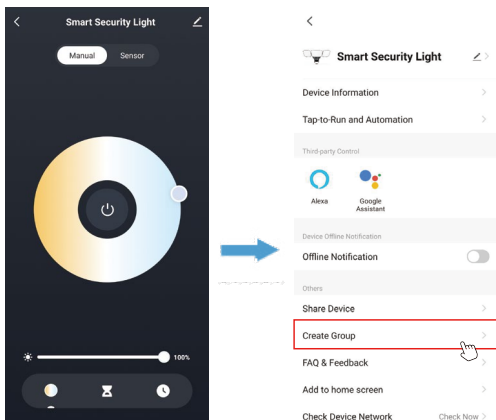 Smart Security Light
Manual
Sensor
100%
Smart Security Light
Device Information
Tap-to-Run and Automation
Third-party Control
Alexa
Google
Assistant
Device Offline Notification
Offline Notification
Others
Share Device
Create Group
FAQ & Feedback
Add to home screen
Check Device Network
Check Now